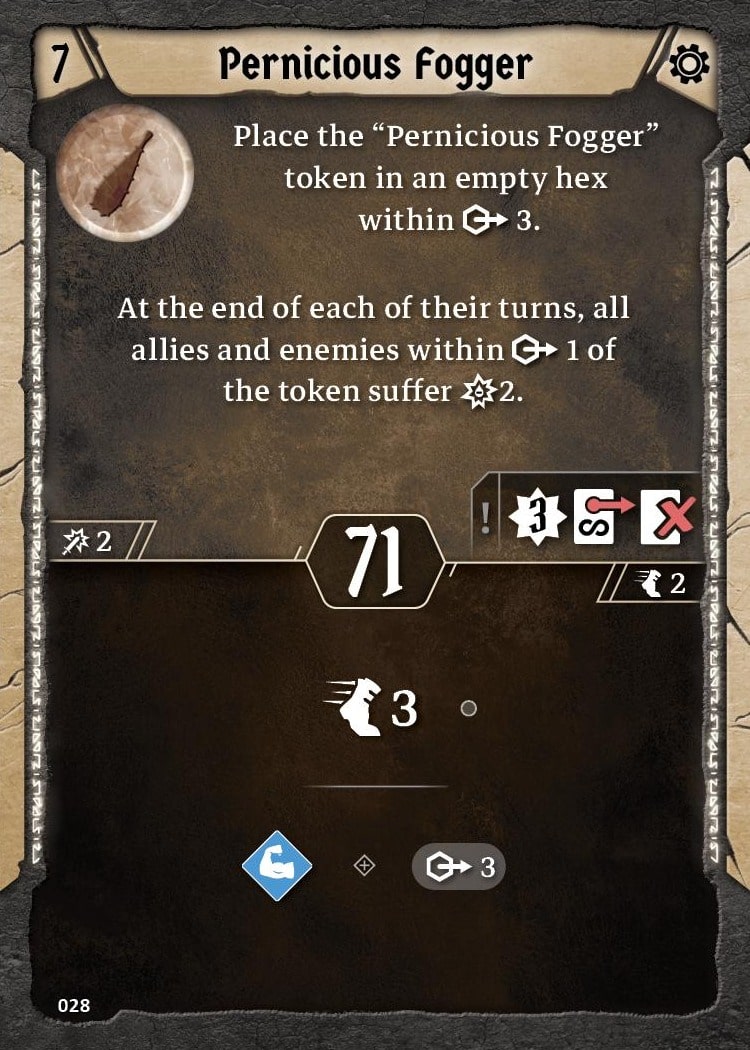 7
Pernicious Fogger
Place the “Pernicious Fogger”
token in an empty hex
within 3.
At the end of each of their turns, all
allies and enemies within 1 of
the token suffer 2.
! 3
2
71
2
3
3
028